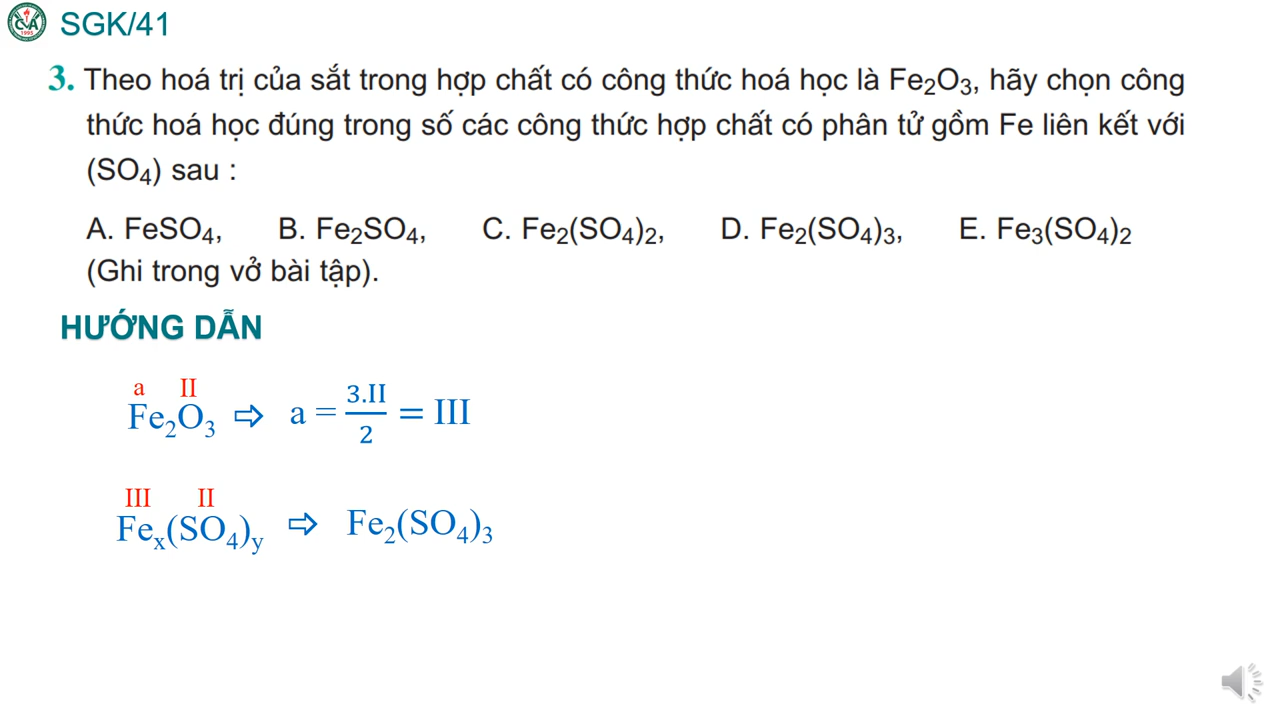 CVA
1995
SGK/41
3. Theo hoá trị của sắt trong hợp chất có công thức hoá học là Fe₂O₃, hãy chọn công
thức hoá học đúng trong số các công thức hợp chất có phân tử gồm Fe liên kết với
(SO₄) sau :
A. FeSO₄, B. Fe₂SO₄, C. Fe₂(SO₄)₂, D. Fe₂(SO₄)₃, E. Fe₃(SO₄)₂
(Ghi trong vở bài tập).
HƯỚNG DẪN
a II
Fe₂O₃ ⇨ a = 3.II/2 = III
III II
Feₓ(SO₄)y ⇨ Fe₂(SO₄)₃